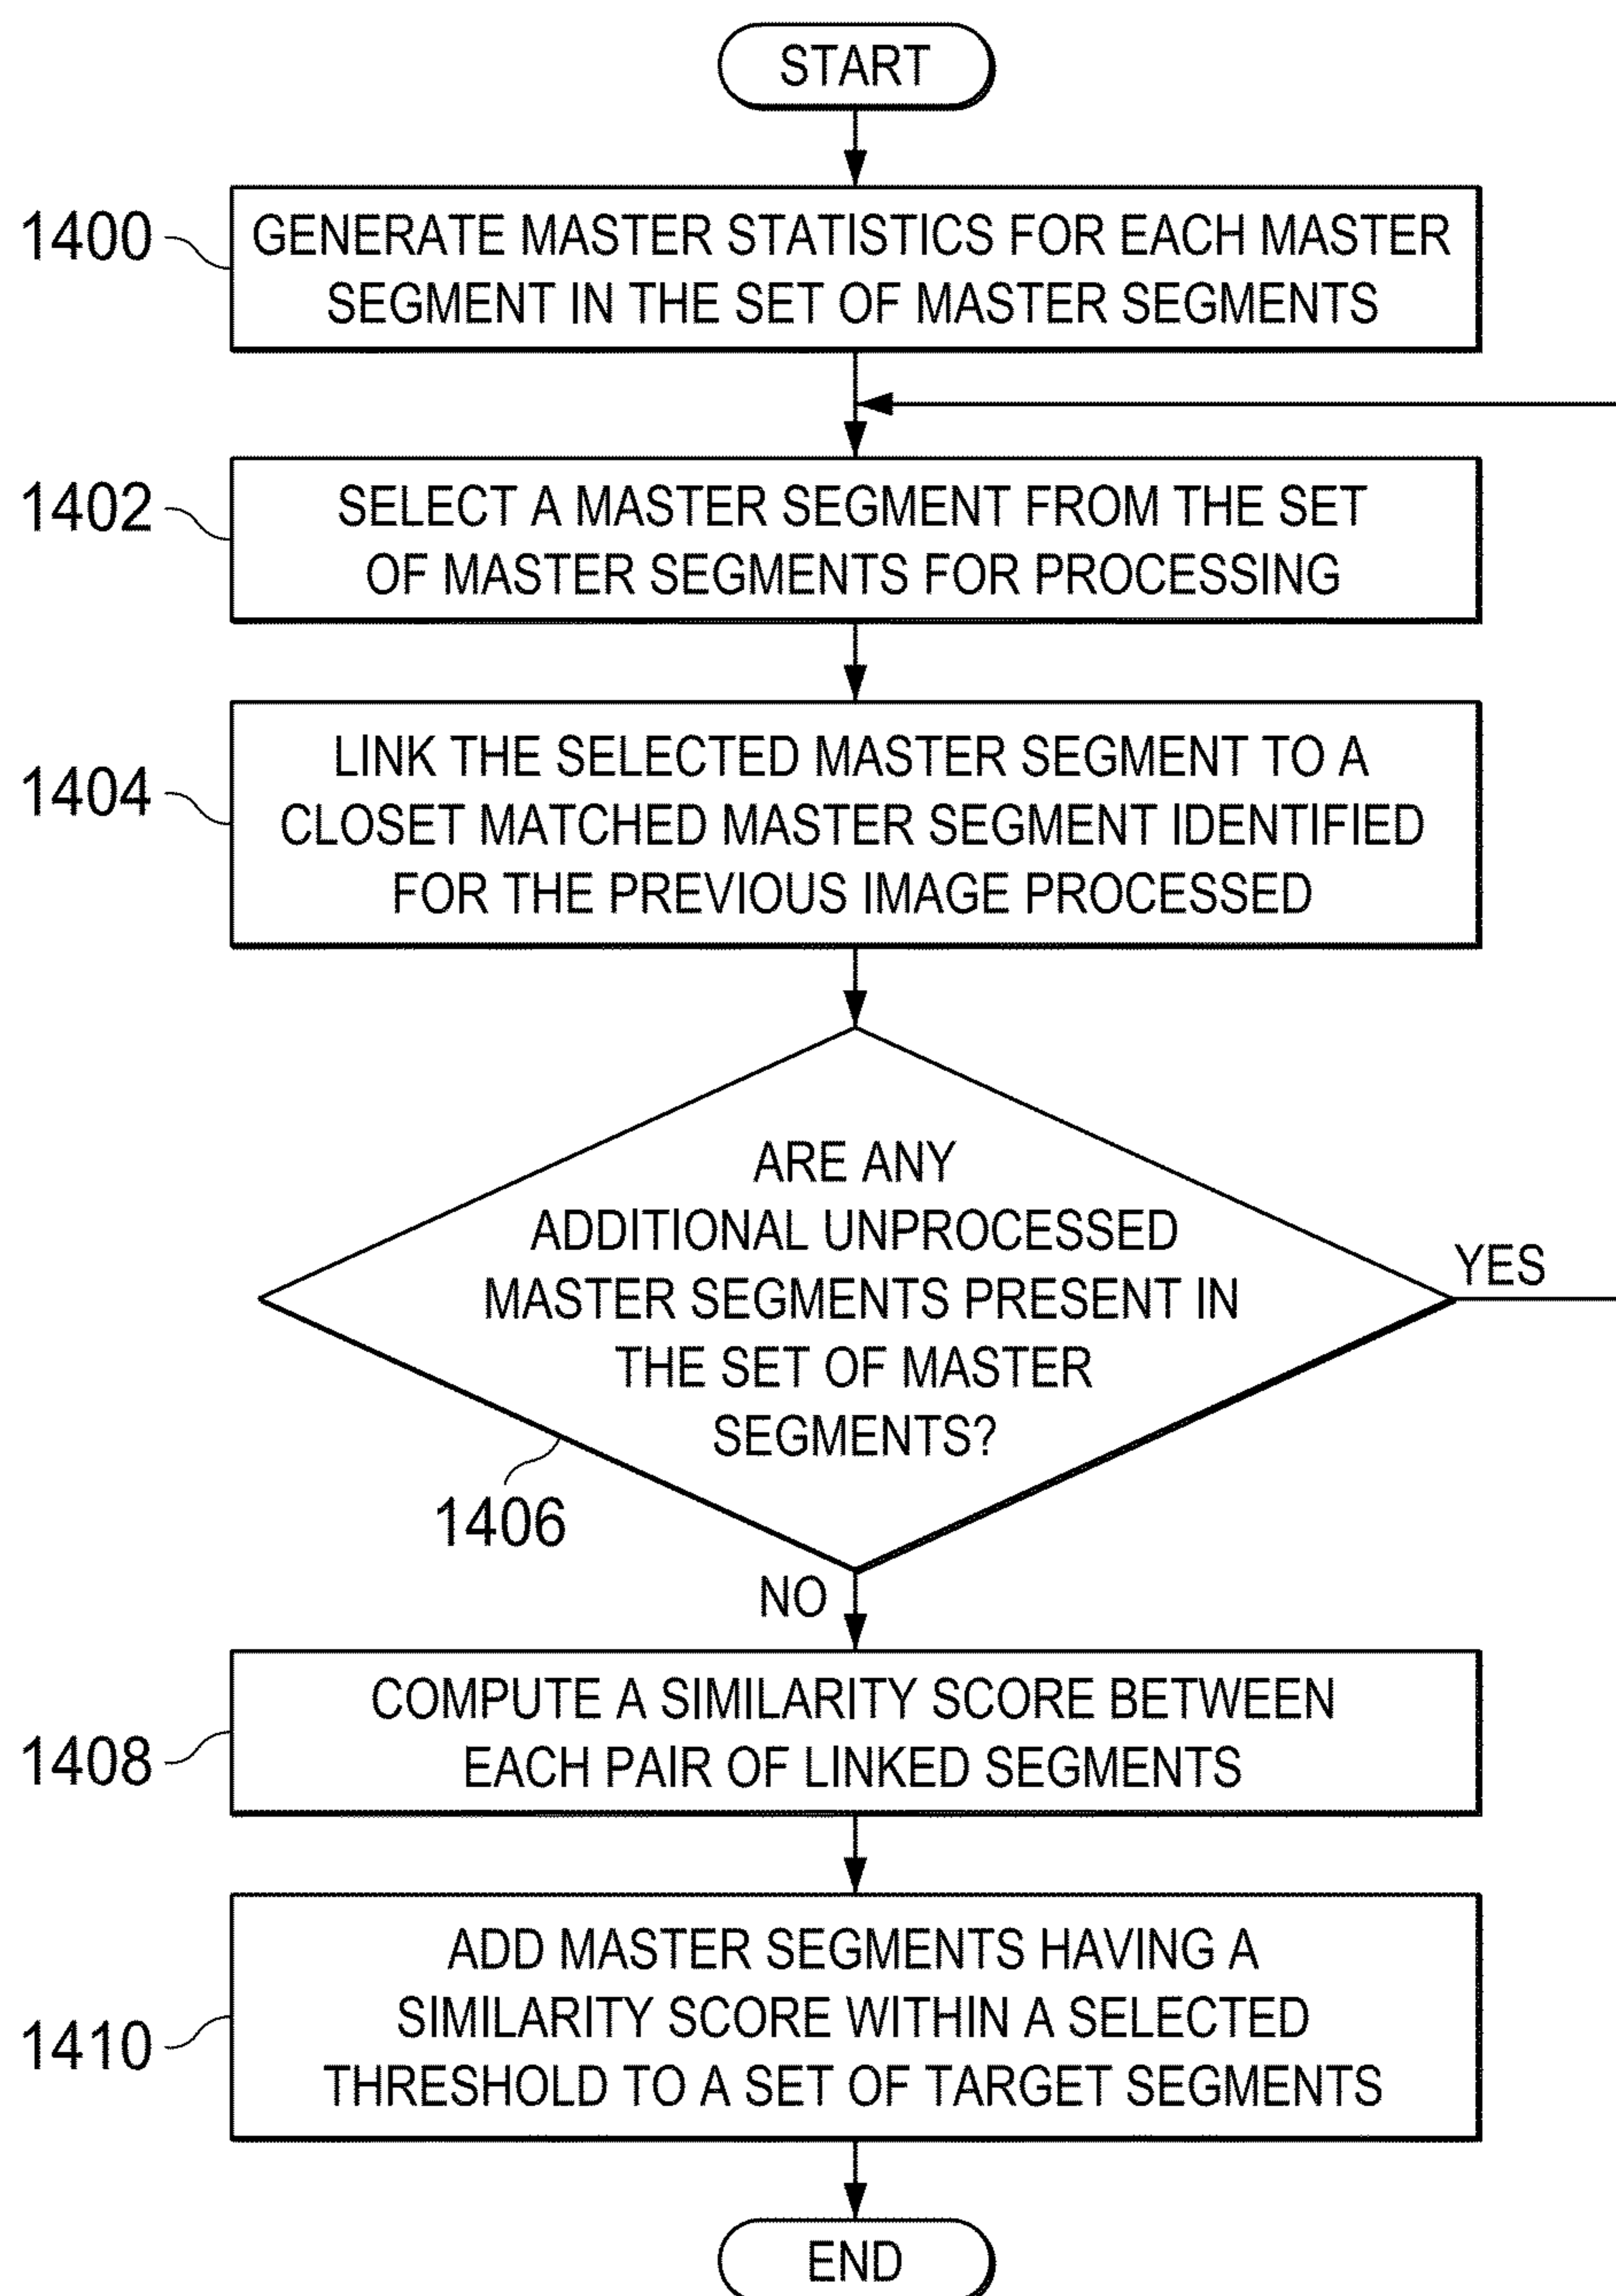 START
1400
GENERATE MASTER STATISTICS FOR EACH MASTER
SEGMENT IN THE SET OF MASTER SEGMENTS
1402
SELECT A MASTER SEGMENT FROM THE SET
OF MASTER SEGMENTS FOR PROCESSING
1404
LINK THE SELECTED MASTER SEGMENT TO A
CLOSET MATCHED MASTER SEGMENT IDENTIFIED
FOR THE PREVIOUS IMAGE PROCESSED
ARE ANY
ADDITIONAL UNPROCESSED
MASTER SEGMENTS PRESENT IN
THE SET OF MASTER
SEGMENTS?
YES
1406
NO
1408
COMPUTE A SIMILARITY SCORE BETWEEN
EACH PAIR OF LINKED SEGMENTS
1410
ADD MASTER SEGMENTS HAVING A
SIMILARITY SCORE WITHIN A SELECTED
THRESHOLD TO A SET OF TARGET SEGMENTS
END